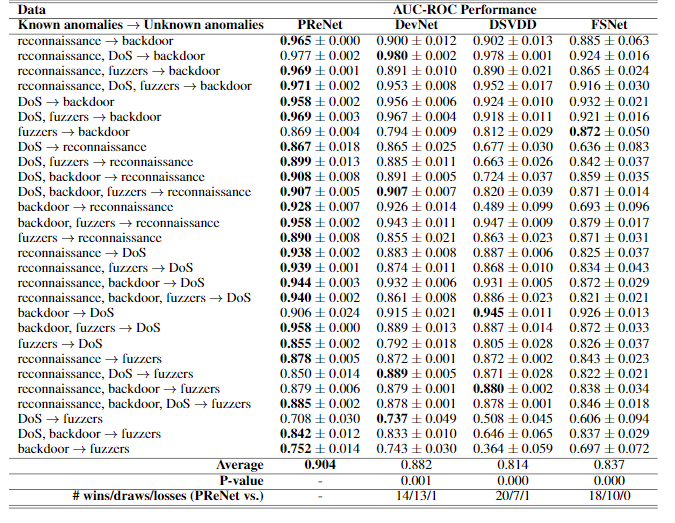 Data AUC-ROC Performance
Known anomalies → Unknown anomalies PReNet DevNet DSVDD FSNet
reconnaissance → backdoor 0.965 ± 0.000 0.900 ± 0.012 0.902 ± 0.013 0.885 ± 0.063
reconnaissance, DoS → backdoor 0.977 ± 0.002 0.980 ± 0.002 0.978 ± 0.001 0.924 ± 0.016
reconnaissance, fuzzers → backdoor 0.969 ± 0.001 0.891 ± 0.010 0.890 ± 0.021 0.865 ± 0.024
reconnaissance, DoS, fuzzers → backdoor 0.971 ± 0.002 0.953 ± 0.008 0.952 ± 0.017 0.916 ± 0.030
DoS → backdoor 0.958 ± 0.002 0.956 ± 0.006 0.924 ± 0.010 0.932 ± 0.021
DoS, fuzzers → backdoor 0.969 ± 0.003 0.967 ± 0.004 0.918 ± 0.011 0.921 ± 0.016
fuzzers → backdoor 0.869 ± 0.004 0.794 ± 0.009 0.812 ± 0.029 0.872 ± 0.050
DoS → reconnaissance 0.867 ± 0.018 0.865 ± 0.025 0.677 ± 0.030 0.636 ± 0.083
DoS, fuzzers → reconnaissance 0.899 ± 0.013 0.885 ± 0.011 0.663 ± 0.026 0.842 ± 0.037
DoS, backdoor → reconnaissance 0.908 ± 0.008 0.891 ± 0.005 0.724 ± 0.037 0.859 ± 0.035
DoS, backdoor, fuzzers → reconnaissance 0.907 ± 0.005 0.907 ± 0.007 0.820 ± 0.039 0.871 ± 0.014
backdoor → reconnaissance 0.928 ± 0.007 0.926 ± 0.014 0.489 ± 0.099 0.693 ± 0.096
backdoor, fuzzers → reconnaissance 0.958 ± 0.002 0.943 ± 0.011 0.947 ± 0.009 0.879 ± 0.017
fuzzers → reconnaissance 0.890 ± 0.008 0.855 ± 0.021 0.863 ± 0.023 0.871 ± 0.031
reconnaissance → DoS 0.938 ± 0.002 0.883 ± 0.008 0.887 ± 0.006 0.825 ± 0.037
reconnaissance, fuzzers → DoS 0.939 ± 0.001 0.874 ± 0.011 0.868 ± 0.010 0.834 ± 0.043
reconnaissance, backdoor → DoS 0.944 ± 0.003 0.932 ± 0.006 0.931 ± 0.005 0.872 ± 0.029
reconnaissance, backdoor, fuzzers → DoS 0.940 ± 0.002 0.861 ± 0.008 0.886 ± 0.023 0.821 ± 0.021
backdoor → DoS 0.906 ± 0.024 0.915 ± 0.021 0.945 ± 0.011 0.926 ± 0.013
backdoor, fuzzers → DoS 0.958 ± 0.000 0.889 ± 0.013 0.887 ± 0.014 0.872 ± 0.033
fuzzers → DoS 0.855 ± 0.002 0.792 ± 0.018 0.805 ± 0.028 0.826 ± 0.037
reconnaissance → fuzzers 0.878 ± 0.005 0.872 ± 0.001 0.872 ± 0.002 0.843 ± 0.023
reconnaissance, DoS → fuzzers 0.850 ± 0.014 0.889 ± 0.005 0.871 ± 0.028 0.822 ± 0.021
reconnaissance, backdoor → fuzzers 0.879 ± 0.006 0.879 ± 0.001 0.880 ± 0.002 0.838 ± 0.034
reconnaissance, backdoor, DoS → fuzzers 0.885 ± 0.002 0.878 ± 0.001 0.878 ± 0.001 0.846 ± 0.018
DoS → fuzzers 0.708 ± 0.030 0.737 ± 0.049 0.508 ± 0.045 0.606 ± 0.094
DoS, backdoor → fuzzers 0.842 ± 0.012 0.833 ± 0.010 0.646 ± 0.065 0.837 ± 0.029
backdoor → fuzzers 0.752 ± 0.014 0.743 ± 0.030 0.364 ± 0.059 0.697 ± 0.072
Average 0.904 0.882 0.814 0.837
P-value - 0.001 0.000 0.000
# wins/draws/losses (PReNet vs.) - 14/13/1 20/7/1 18/10/0